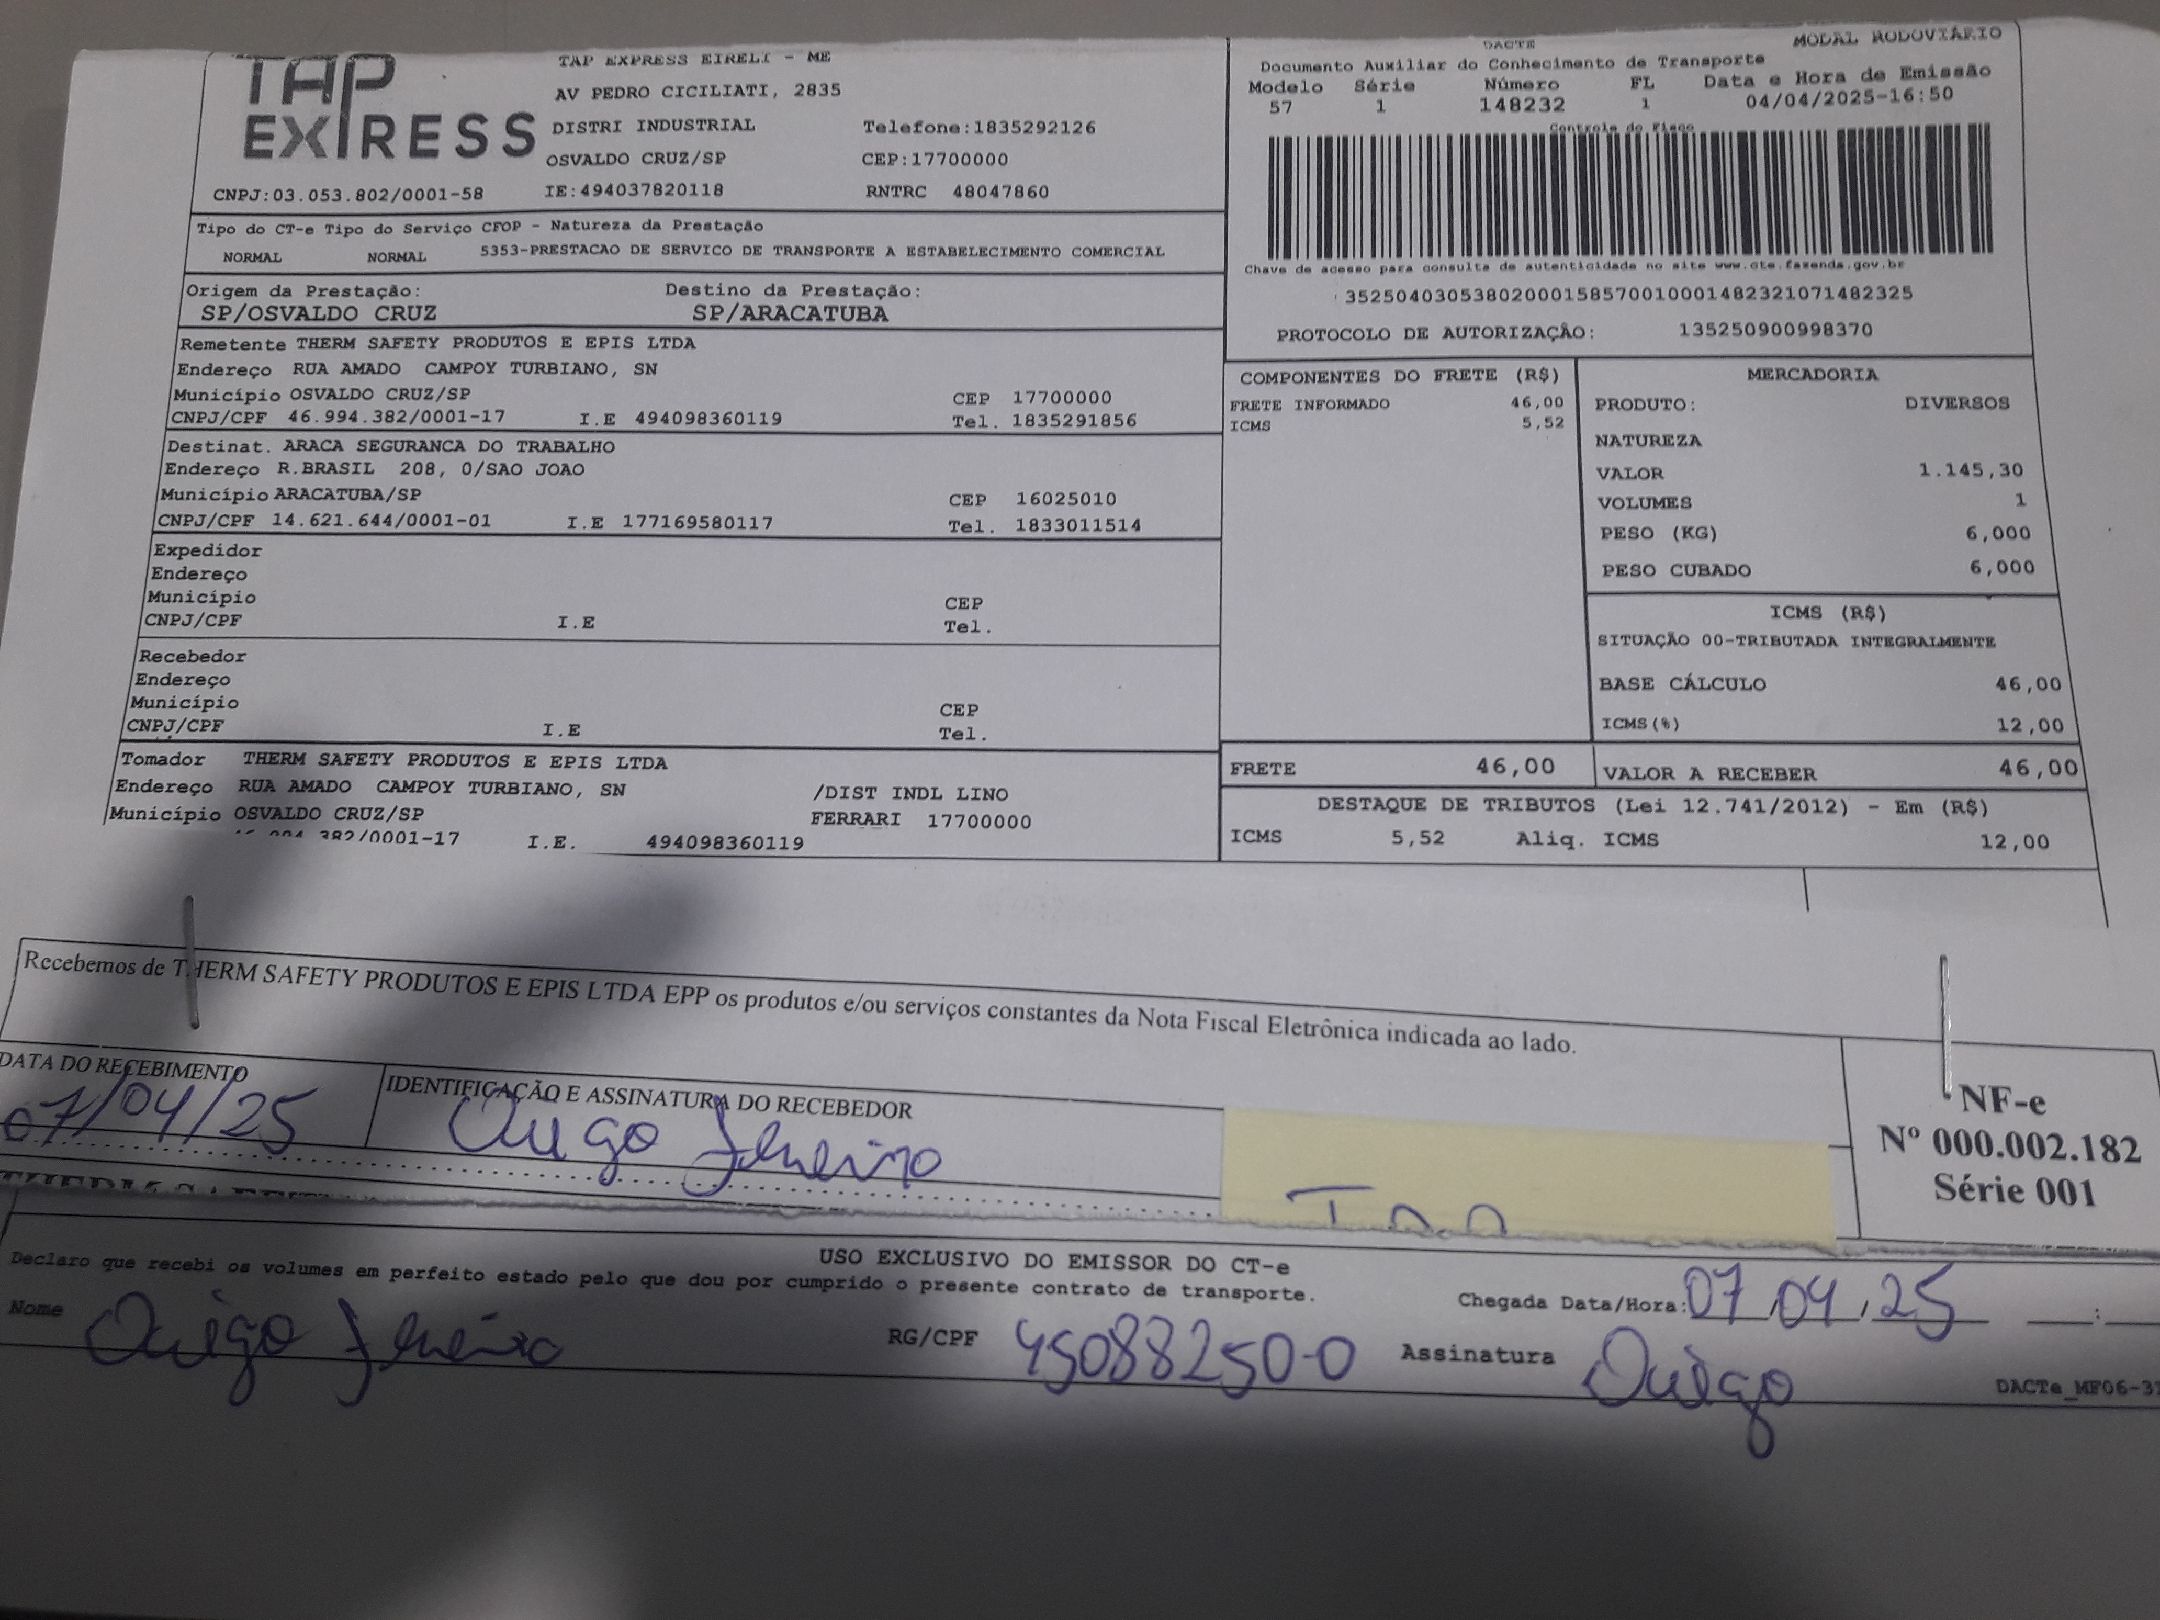 TAP EXPRESS
TAP EXPRESS EIRELI - ME
AV PEDRO CICILIATI, 2835
DISTRI INDUSTRIAL Telefone:1835292126
OSVALDO CRUZ/SP CEP:17700000
CNPJ:03.053.802/0001-58 IE:494037820118 RNTRC 48047860
DACTE MODAL RODOVIÁRIO
Documento Auxiliar do Conhecimento de Transporte
Modelo Série Número FL Data e Hora de Emissão
57 1 148232 1 04/04/2025-16:50
Controle do Fisco
Chave de acesso para consulta de autenticidade no site www.cte.fazenda.gov.br
35250403053802000158570010001482321071482325
PROTOCOLO DE AUTORIZAÇÃO: 135250900998370
Tipo do CT-e Tipo do Serviço CFOP - Natureza da Prestação
NORMAL NORMAL 5353-PRESTACAO DE SERVICO DE TRANSPORTE A ESTABELECIMENTO COMERCIAL
Origem da Prestação: Destino da Prestação:
SP/OSVALDO CRUZ SP/ARACATUBA
Remetente THERM SAFETY PRODUTOS E EPIS LTDA
Endereço RUA AMADO CAMPOY TURBIANO, SN
Município OSVALDO CRUZ/SP CEP 17700000
CNPJ/CPF 46.994.382/0001-17 I.E 494098360119 Tel. 1835291856
Destinat. ARACA SEGURANCA DO TRABALHO
Endereço R.BRASIL 208, 0/SAO JOAO
Município ARACATUBA/SP CEP 16025010
CNPJ/CPF 14.621.644/0001-01 I.E 177169580117 Tel. 1833011514
Expedidor
Endereço
Município CEP
CNPJ/CPF I.E Tel.
Recebedor
Endereço
Município CEP
CNPJ/CPF I.E Tel.
Tomador THERM SAFETY PRODUTOS E EPIS LTDA
Endereço RUA AMADO CAMPOY TURBIANO, SN /DIST INDL LINO
Município OSVALDO CRUZ/SP FERRARI 17700000
382/0001-17 I.E. 494098360119
COMPONENTES DO FRETE (R$)
FRETE INFORMADO 46,00
ICMS 5,52
MERCADORIA
PRODUTO: DIVERSOS
NATUREZA
VALOR 1.145,30
VOLUMES 1
PESO (KG) 6,000
PESO CUBADO 6,000
ICMS (R$)
SITUAÇÃO 00-TRIBUTADA INTEGRALMENTE
BASE CÁLCULO 46,00
ICMS(%) 12,00
FRETE 46,00 VALOR A RECEBER 46,00
DESTAQUE DE TRIBUTOS (Lei 12.741/2012) - Em (R$)
ICMS 5,52 Aliq. ICMS 12,00
Recebemos de THERM SAFETY PRODUTOS E EPIS LTDA EPP os produtos e/ou serviços constantes da Nota Fiscal Eletrônica indicada ao lado.
DATA DO RECEBIMENTO IDENTIFICAÇÃO E ASSINATURA DO RECEBEDOR
07/04/25
NF-e
Nº 000.002.182
Série 001
USO EXCLUSIVO DO EMISSOR DO CT-e
Declaro que recebi os volumes em perfeito estado pelo que dou por cumprido o presente contrato de transporte.
Chegada Data/Hora: 07/04/25
Nome RG/CPF 45088250-0 Assinatura